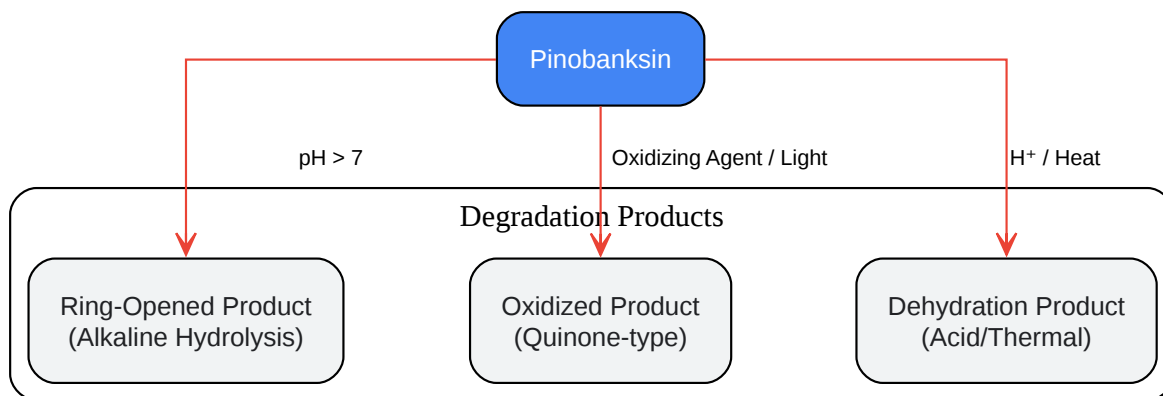 Pinobanksin
pH > 7
Oxidizing Agent / Light
H⁺ / Heat
Degradation Products
Ring-Opened Product
(Alkaline Hydrolysis)
Oxidized Product
(Quinone-type)
Dehydration Product
(Acid/Thermal)